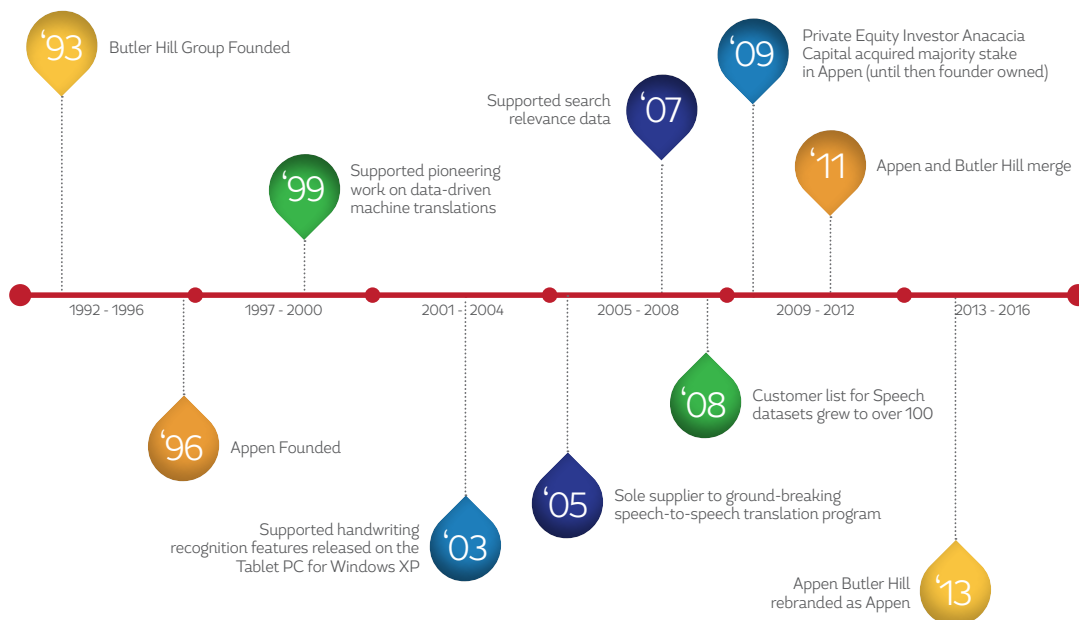 '93
Butler Hill Group Founded
'99
Supported pioneering
work on data-driven
machine translations
Supported search
relevance data
'07
'09
Private Equity Investor Anacacia
Capital acquired majority stake
in Appen (until then founder owned)
'11
Appen and Butler Hill merge
1992 - 1996
1997 - 2000
2001 - 2004
2005 - 2008
2009 - 2012
2013 - 2016
'96
Appen Founded
Supported handwriting
recognition features released on the
Tablet PC for Windows XP
'03
'05
Sole supplier to ground-breaking
speech-to-speech translation program
'08
Customer list for Speech
datasets grew to over 100
Appen Butler Hill
rebranded as Appen
'13